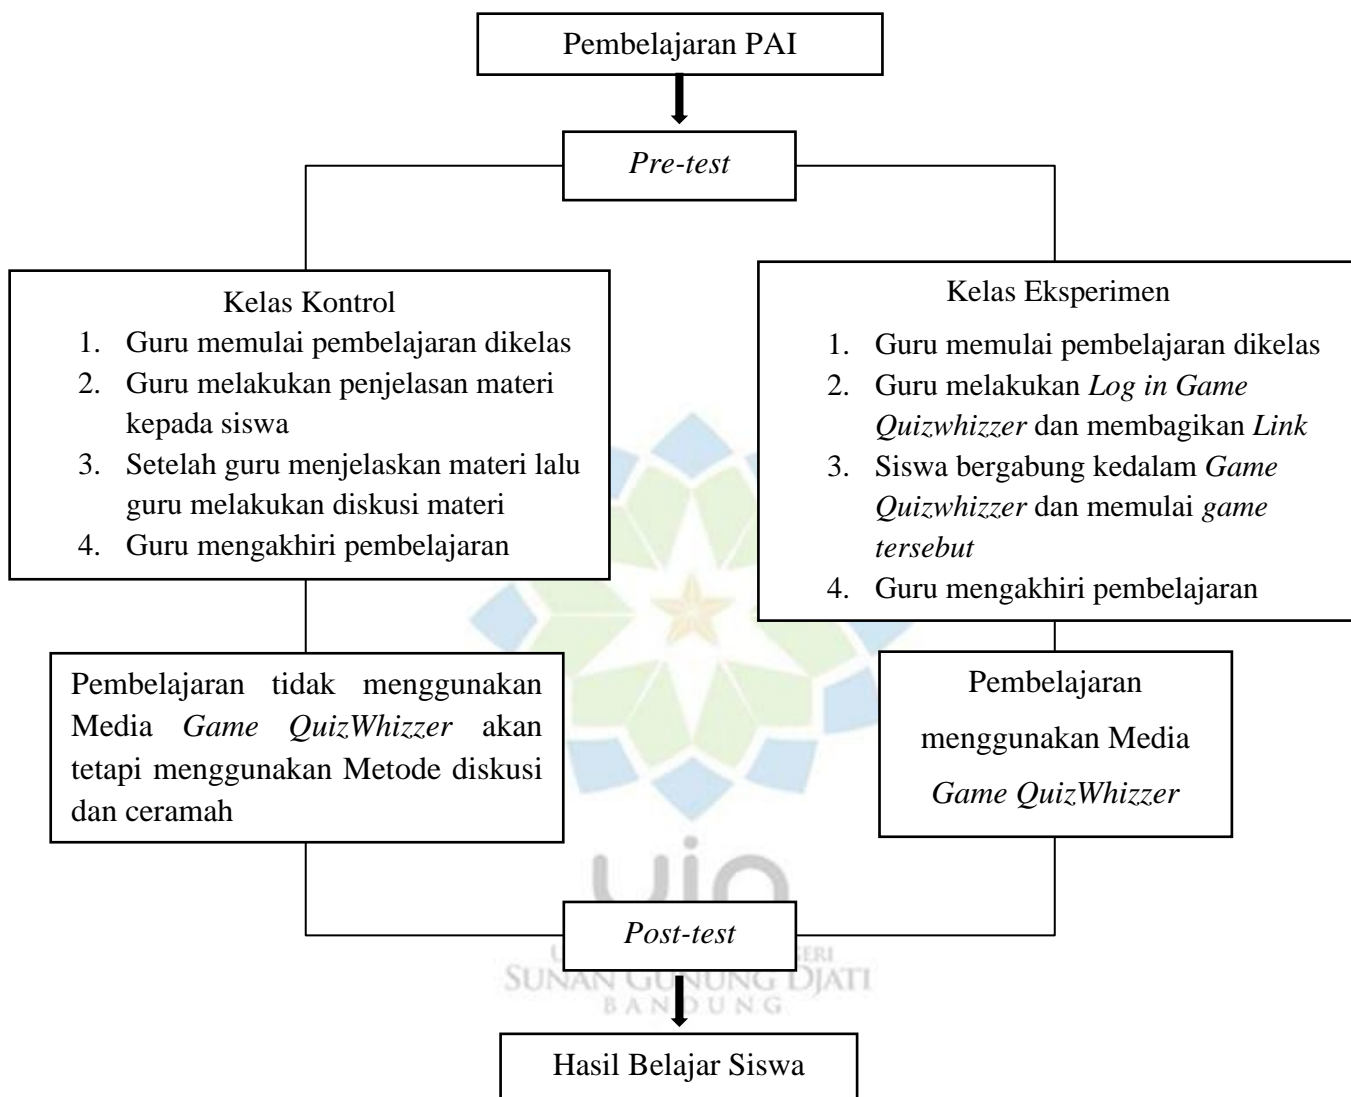 Pembelajaran PAI
Pre-test
Kelas Kontrol
1. Guru memulai pembelajaran dikelas
2. Guru melakukan penjelasan materi
kepada siswa
3. Setelah guru menjelaskan materi lalu
guru melakukan diskusi materi
4. Guru mengakhiri pembelajaran
Kelas Eksperimen
1. Guru memulai pembelajaran dikelas
2. Guru melakukan Log in Game
Quizwhizzer dan membagikan Link
3. Siswa bergabung kedalam Game
Quizwhizzer dan memulai game
tersebut
4. Guru mengakhiri pembelajaran
Pembelajaran tidak menggunakan
Media Game QuizWhizzer akan
tetapi menggunakan Metode diskusi
dan ceramah
Pembelajaran
menggunakan Media
Game QuizWhizzer
uin
Post-test
SUNAN GUNUNG DJATI
BANDUNG
Hasil Belajar Siswa